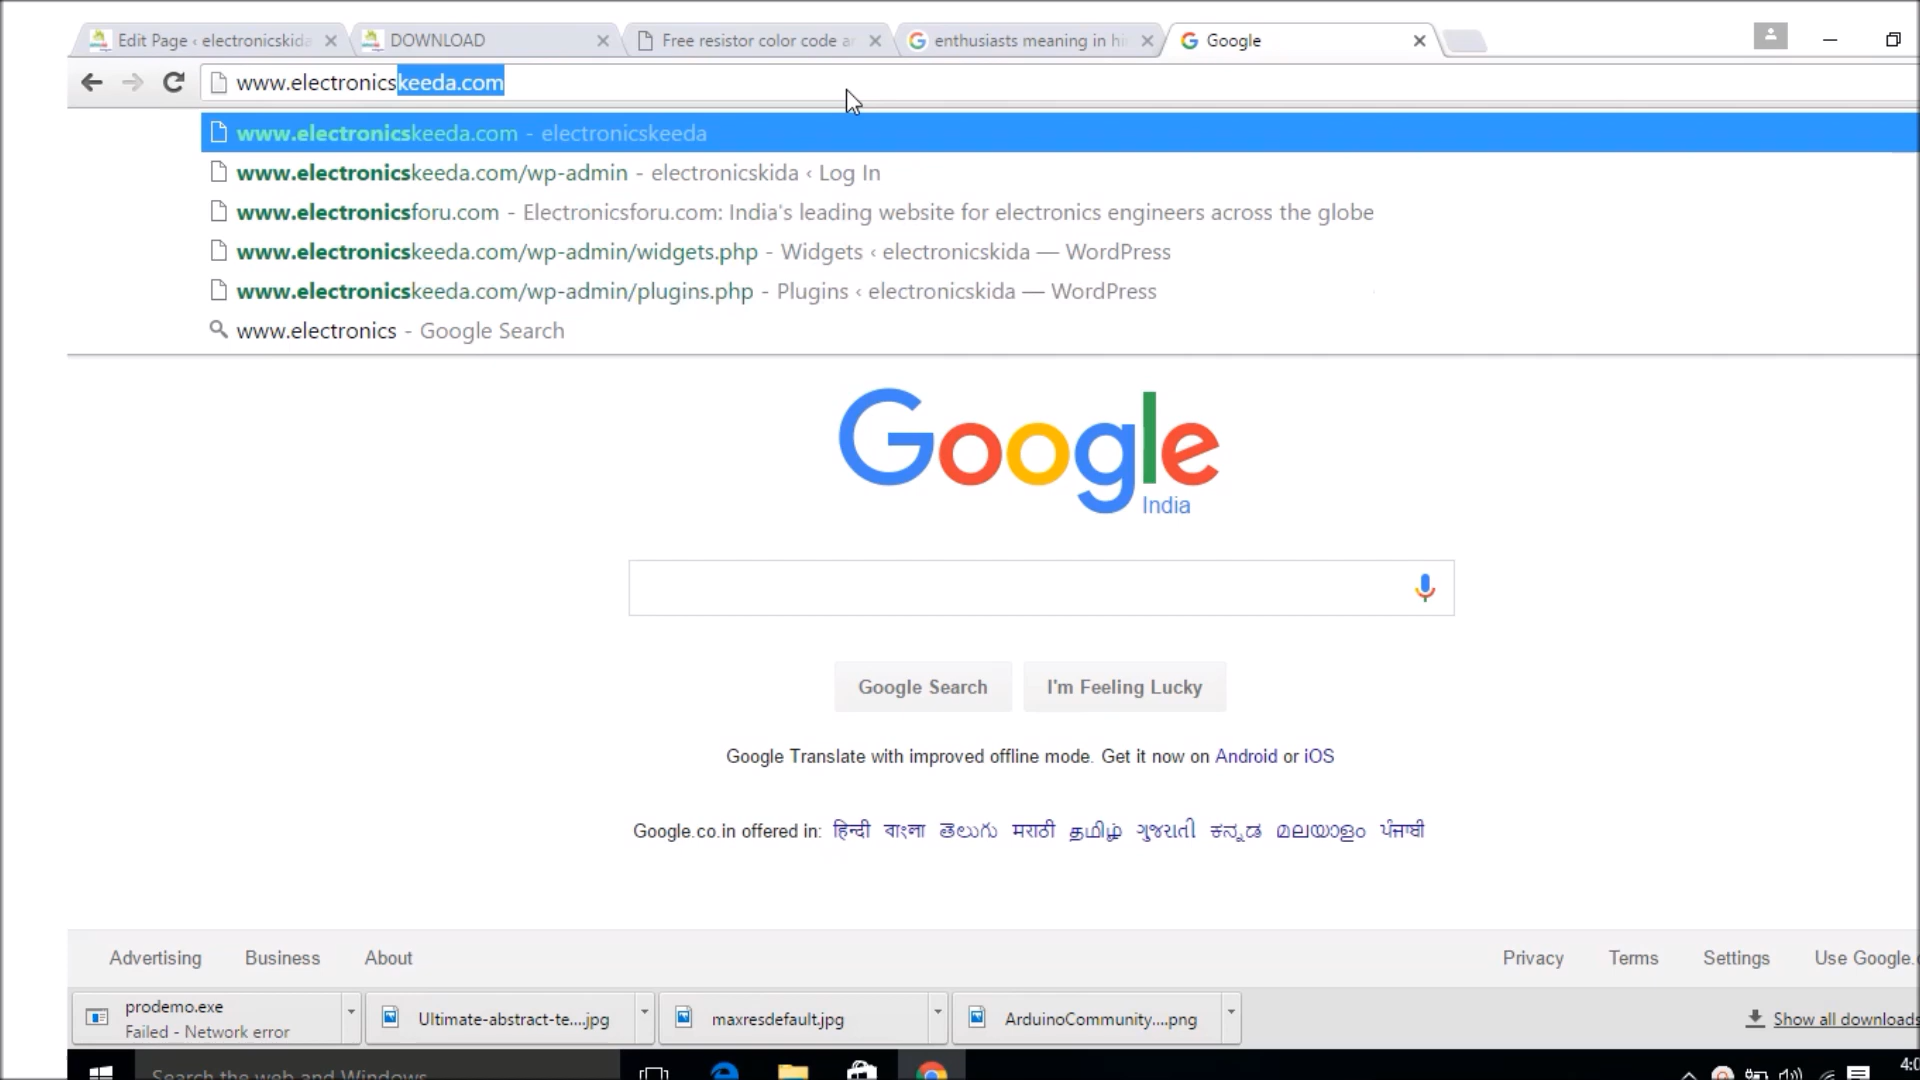 Edit Page ‹ electronicskida
DOWNLOAD
Free resistor color code a
enthusiasts meaning in hi
Google
www.electronicskeeda.com
www.electronicskeeda.com - electronicskeeda
www.electronicskeeda.com/wp-admin - electronicskida ‹ Log In
www.electronicsforu.com - Electronicsforu.com: India's leading website for electronics engineers across the globe
www.electronicskeeda.com/wp-admin/widgets.php - Widgets ‹ electronicskida — WordPress
www.electronicskeeda.com/wp-admin/plugins.php - Plugins ‹ electronicskida — WordPress
www.electronics - Google Search
Google
India
Google Search
I'm Feeling Lucky
Google Translate with improved offline mode. Get it now on Android or iOS
Google.co.in offered in: हिन्दी বাংলা తెలుగు मराठी தமிழ் ગુજરાતી ಕನ್ನಡ മലയാളം ਪੰਜਾਬੀ
Advertising Business About Privacy Terms Settings Use Google.
prodemo.exe
Failed - Network error
Ultimate-abstract-te....jpg
maxresdefault.jpg
ArduinoCommunity....png
Show all downloads
Search the web and Windows